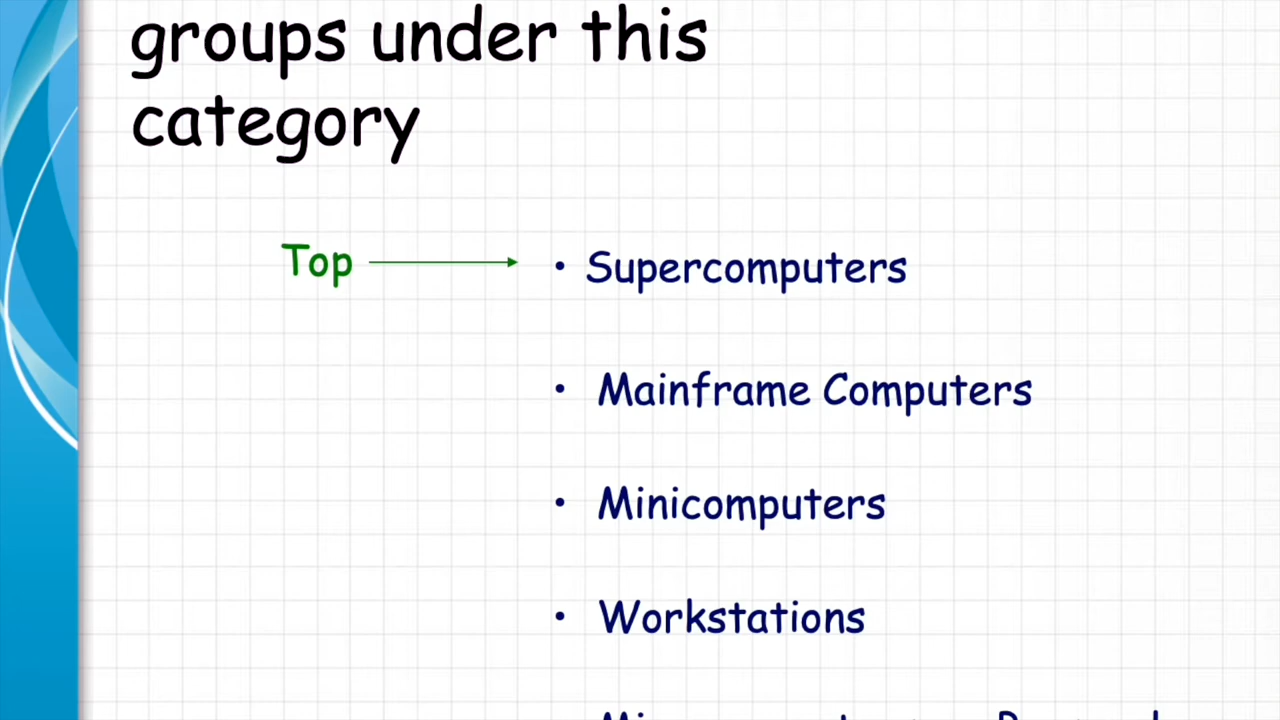 groups under this
category
Top
• Supercomputers
• Mainframe Computers
• Minicomputers
• Workstations